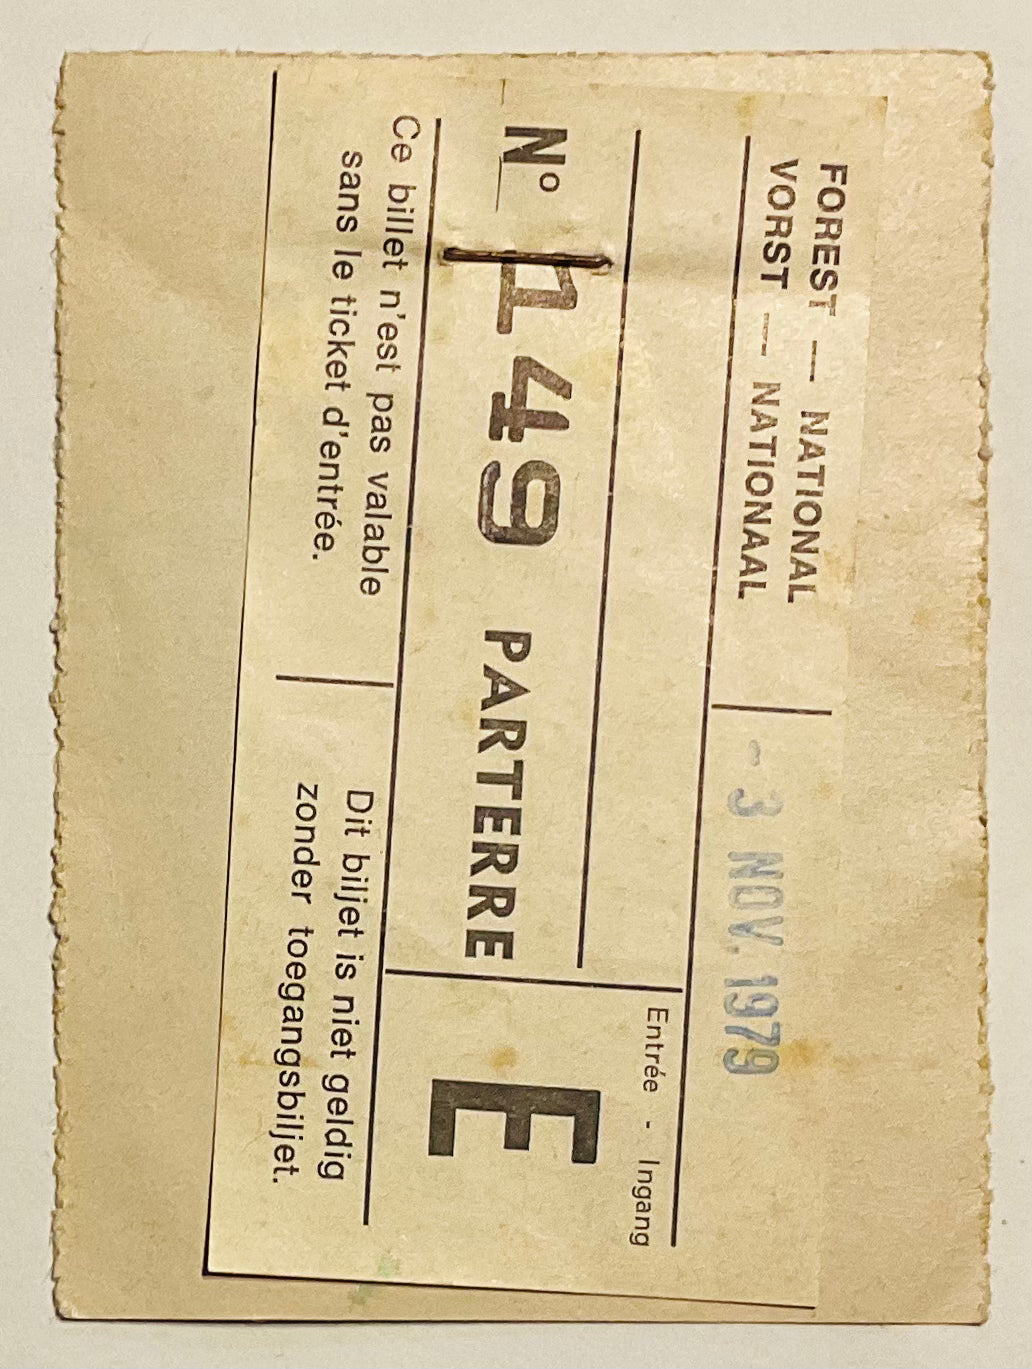 FOREST — NATIONAL
VORST — NATIONAAL
- 3 NOV. 1979
Entrée - Ingang
N° 149 PARTERRE
E
Ce billet n'est pas valable
sans le ticket d'entrée.
Dit biljet is niet geldig
zonder toegangsbiljet.